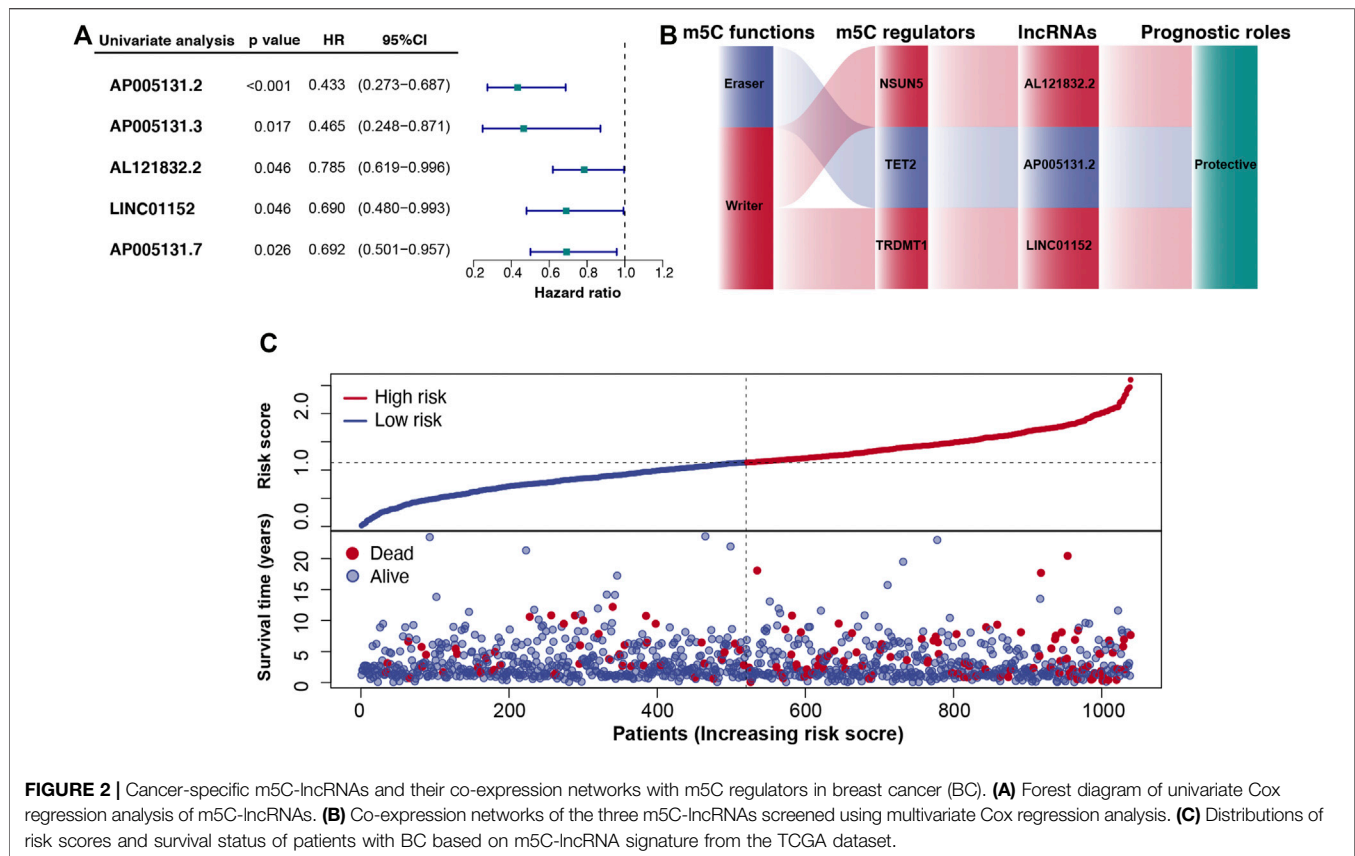 A
Univariate analysis p value HR 95%CI
AP005131.2 <0.001 0.433 (0.273−0.687)
AP005131.3 0.017 0.465 (0.248−0.871)
AL121832.2 0.046 0.785 (0.619−0.996)
LINC01152 0.046 0.690 (0.480−0.993)
AP005131.7 0.026 0.692 (0.501−0.957)
0.2 0.4 0.6 0.8 1.0 1.2
Hazard ratio
B
m5C functions m5C regulators lncRNAs Prognostic roles
Eraser NSUN5 AL121832.2
TET2 AP005131.2 Protective
Writer
TRDMT1 LINC01152
C
High risk
Low risk
Risk score
0.0 1.0 2.0
Dead
Alive
Survival time (years)
0 5 10 15 20
0 200 400 600 800 1000
Patients (Increasing risk socre)
FIGURE 2 | Cancer-specific m5C-lncRNAs and their co-expression networks with m5C regulators in breast cancer (BC). (A) Forest diagram of univariate Cox
regression analysis of m5C-lncRNAs. (B) Co-expression networks of the three m5C-lncRNAs screened using multivariate Cox regression analysis. (C) Distributions of
risk scores and survival status of patients with BC based on m5C-lncRNA signature from the TCGA dataset.